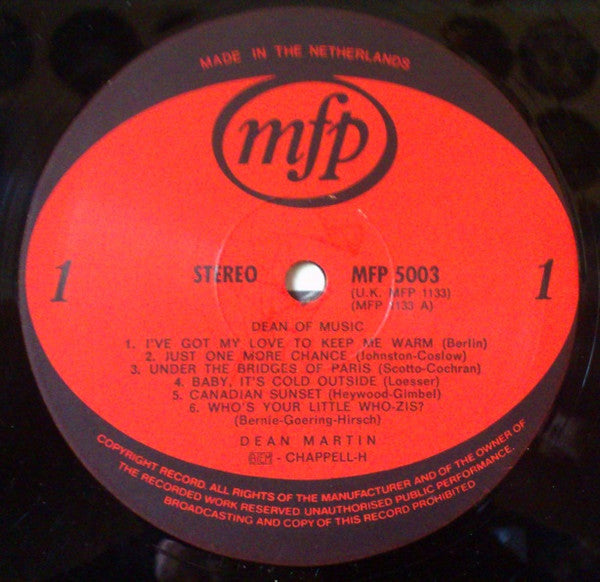 MADE IN THE NETHERLANDS
mfp
1
STEREO
MFP 5003
1
(U.K. MFP 1133)
(MFP 1133 A)
DEAN OF MUSIC
1. I'VE GOT MY LOVE TO KEEP ME WARM (Berlin)
2. JUST ONE MORE CHANCE (Johnston-Coslow)
3. UNDER THE BRIDGES OF PARIS (Scotto-Cochran)
4. BABY, IT'S COLD OUTSIDE (Loesser)
5. CANADIAN SUNSET (Heywood-Gimbel)
6. WHO'S YOUR LITTLE WHO-ZIS?
(Bernie-Goering-Hirsch)
DEAN MARTIN
- CHAPPELL-H
COPYRIGHT RECORD. ALL RIGHTS OF THE MANUFACTURER AND OF THE OWNER OF
THE RECORDED WORK RESERVED. UNAUTHORISED PUBLIC PERFORMANCE,
BROADCASTING AND COPY OF THIS RECORD PROHIBITED